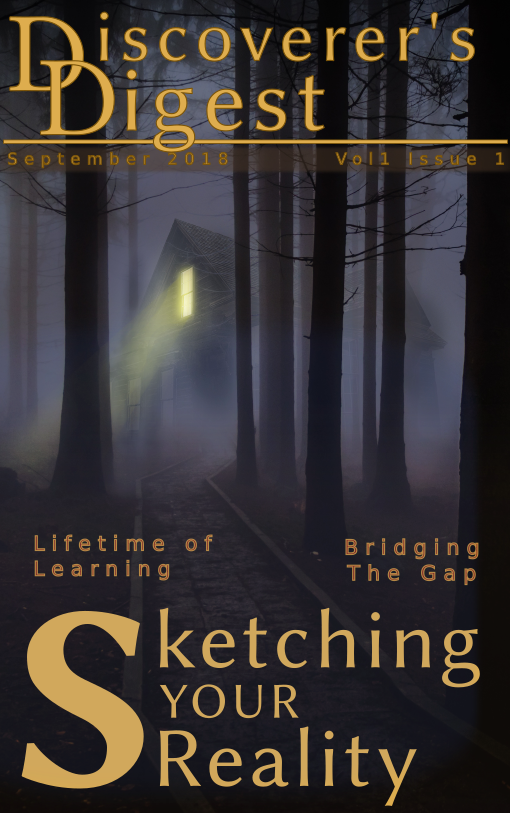 Discoverer's
Digest
September 2018 Vol1 Issue 1
Lifetime of
Learning
Bridging
The Gap
Sketching
YOUR
Reality